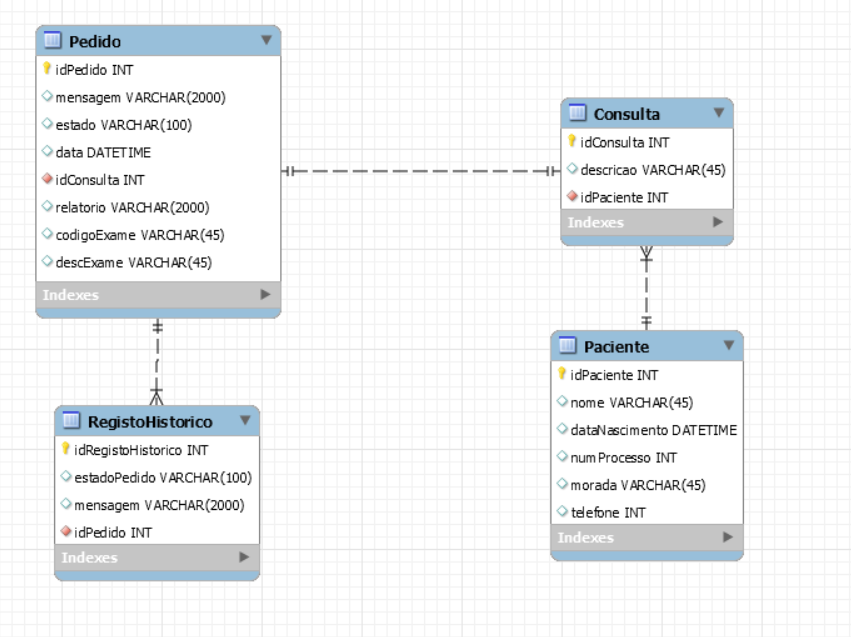 Pedido
idPedido INT
mensagem VARCHAR(2000)
estado VARCHAR(100)
data DATETIME
idConsulta INT
relatorio VARCHAR(2000)
codigoExame VARCHAR(45)
descExame VARCHAR(45)
Indexes
Consulta
idConsulta INT
descricao VARCHAR(45)
idPaciente INT
Indexes
RegistoHistorico
idRegistoHistorico INT
estadoPedido VARCHAR(100)
mensagem VARCHAR(2000)
idPedido INT
Indexes
Paciente
idPaciente INT
nome VARCHAR(45)
dataNascimento DATETIME
numProcesso INT
morada VARCHAR(45)
telefone INT
Indexes